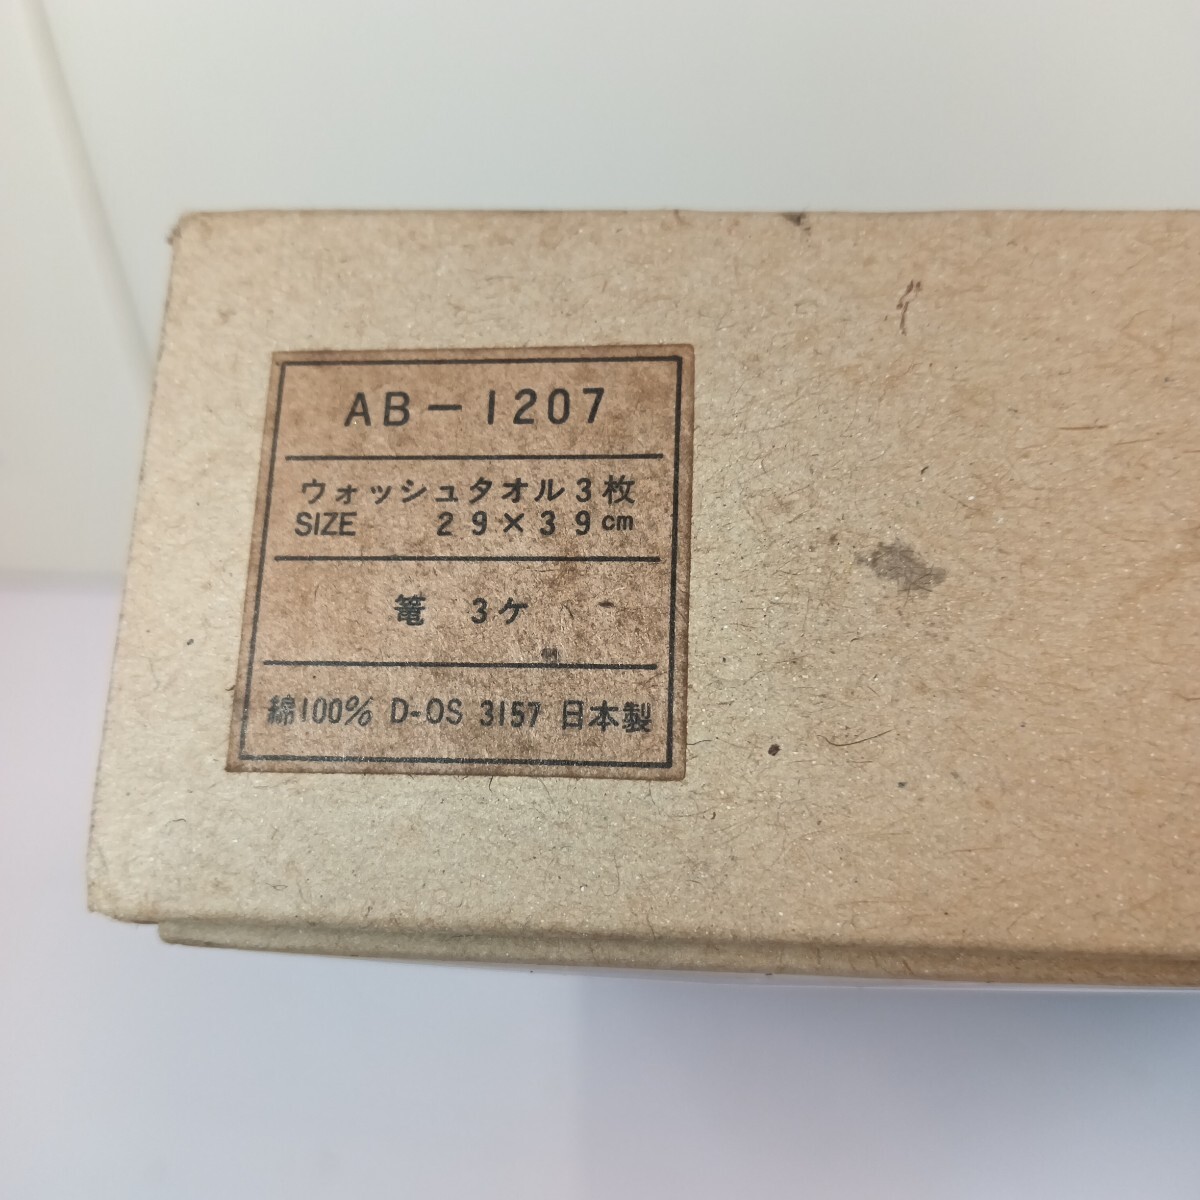 AB-1207
ウォッシュタオル3枚
SIZE 29×39cm
篭 3ケ
綿100% D-OS 3157 日本製